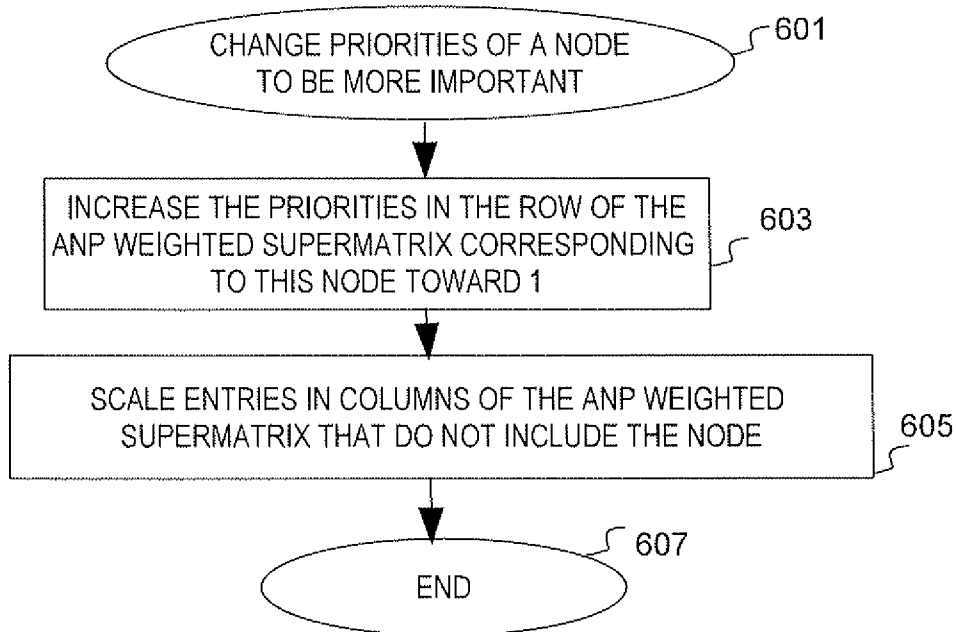 CHANGE PRIORITIES OF A NODE
TO BE MORE IMPORTANT
601
INCREASE THE PRIORITIES IN THE ROW OF THE
ANP WEIGHTED SUPERMATRIX CORRESPONDING
TO THIS NODE TOWARD 1
603
SCALE ENTRIES IN COLUMNS OF THE ANP WEIGHTED
SUPERMATRIX THAT DO NOT INCLUDE THE NODE
605
607
END